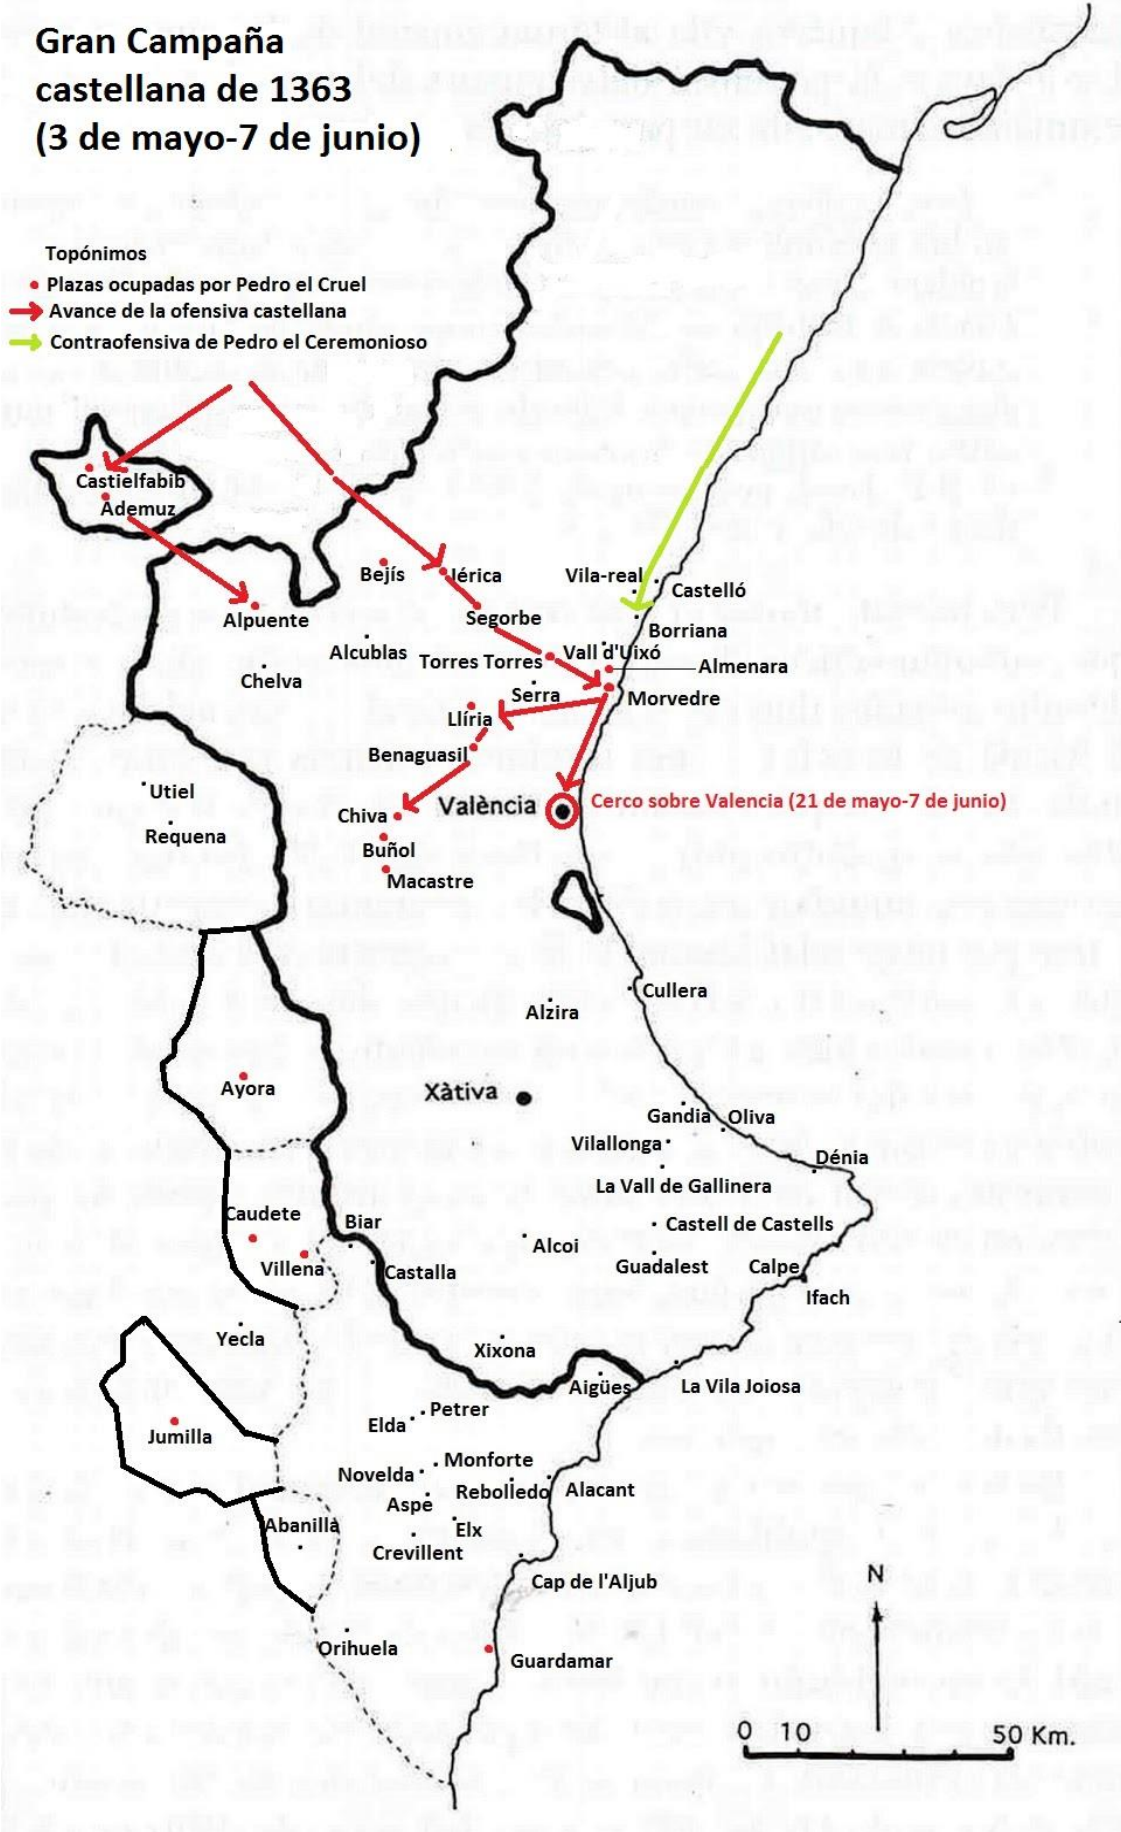 Gran Campaña
castellana de 1363
(3 de mayo-7 de junio)
Topónimos
Plazas ocupadas por Pedro el Cruel
Avance de la ofensiva castellana
Contraofensiva de Pedro el Ceremonioso
Castielfabib
Ademuz
Bejís
Jérica
Vila-real
Castelló
Alpuente
Segorbe
Borriana
Alcublas
Torres Torres
Vall d'Uixó
Almenara
Chelva
Serra
Morvedre
Llíria
Benaguasil
Utiel
València
Cerco sobre Valencia (21 de mayo-7 de junio)
Chiva
Requena
Buñol
Macastre
Cullera
Alzira
Ayora
Xàtiva
Gandia
Oliva
Vilallonga
Dénia
La Vall de Gallinera
Caudete
Biar
Castell de Castells
Alcoi
Villena
Castalla
Guadalest
Calpe
Ifach
Yecla
Xixona
Aigües
La Vila Joiosa
Petrer
Elda
Jumilla
Monforte
Novelda
Rebolledo
Alacant
Aspe
Abanilla
Elx
Crevillent
Cap de l'Aljub
N
Orihuela
Guardamar
0 10 50 Km.